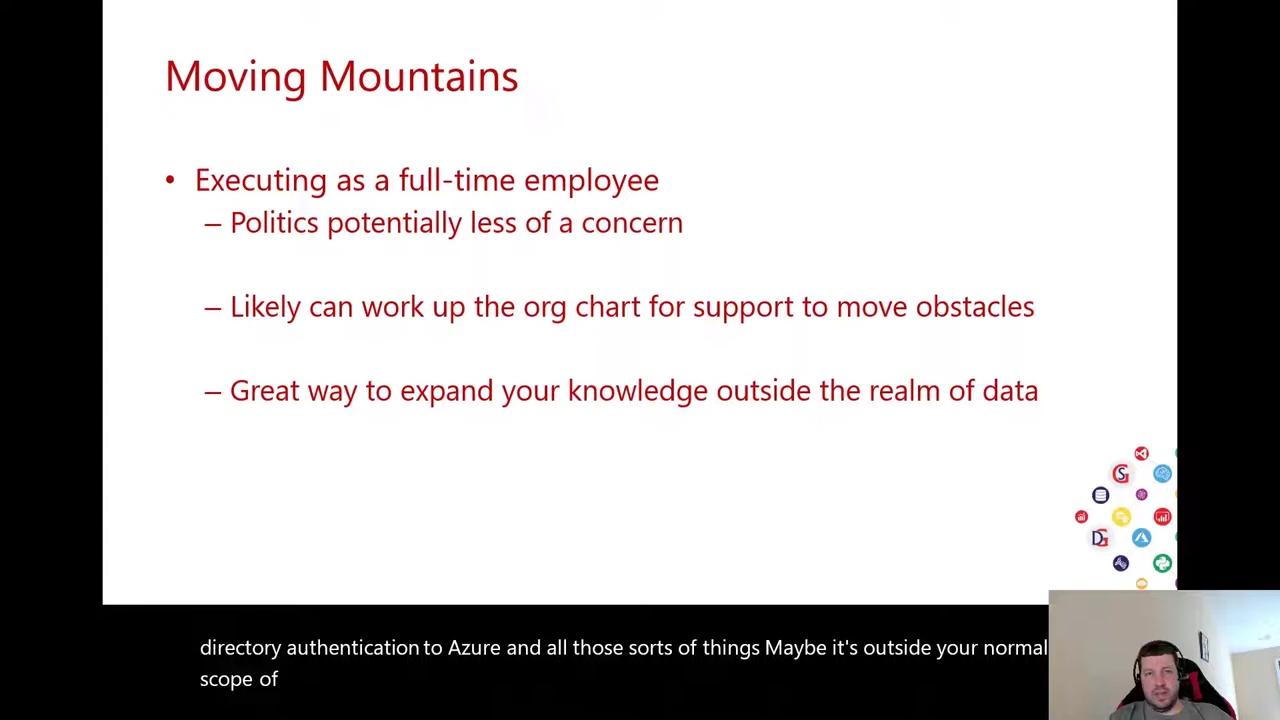 Moving Mountains
• Executing as a full-time employee
– Politics potentially less of a concern
– Likely can work up the org chart for support to move obstacles
– Great way to expand your knowledge outside the realm of data
GS
DG
directory authentication to Azure and all those sorts of things Maybe it's outside your normal
scope of